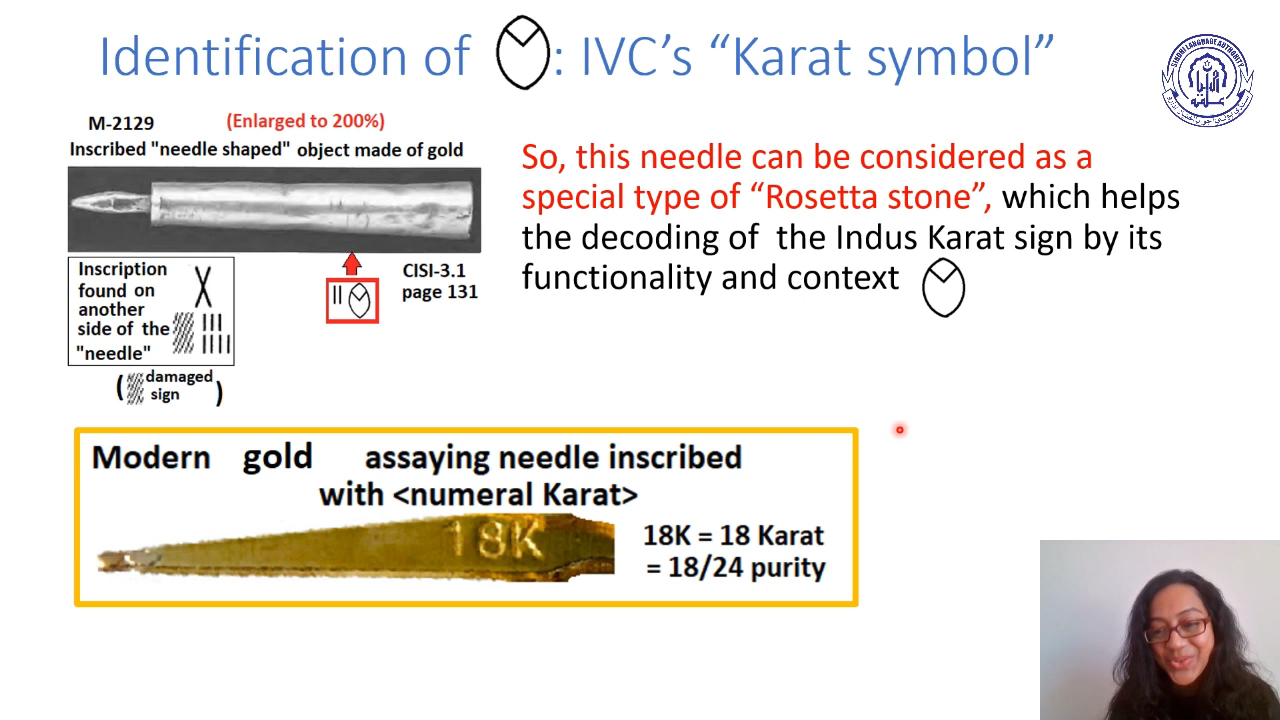 Identification of : IVC's “Karat symbol”
M-2129 (Enlarged to 200%)
Inscribed "needle shaped" object made of gold
So, this needle can be considered as a
special type of “Rosetta stone”, which helps
the decoding of the Indus Karat sign by its
functionality and context
Inscription
found on
another
side of the
"needle"
CISI-3.1
page 131
( damaged
sign )
Modern gold assaying needle inscribed
with <numeral Karat>
18K
18K = 18 Karat
= 18/24 purity
SINDHI LANGUAGE AUTHORITY